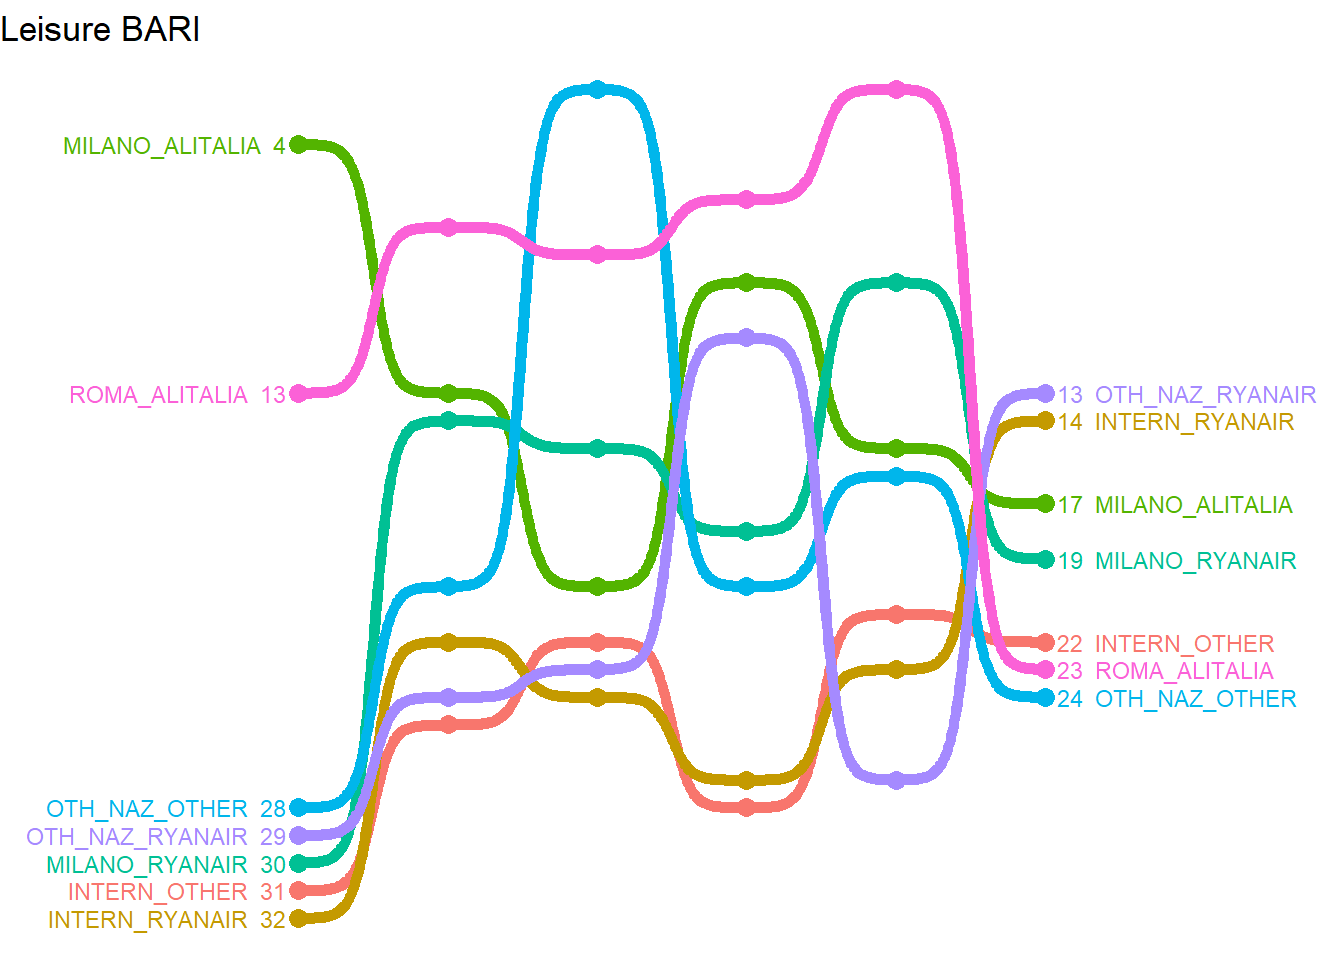 Leisure BARI
MILANO_ALITALIA 4
ROMA_ALITALIA 13
13 OTH_NAZ_RYANAIR
14 INTERN_RYANAIR
17 MILANO_ALITALIA
19 MILANO_RYANAIR
22 INTERN_OTHER
23 ROMA_ALITALIA
24 OTH_NAZ_OTHER
OTH_NAZ_OTHER 28
OTH_NAZ_RYANAIR 29
MILANO_RYANAIR 30
INTERN_OTHER 31
INTERN_RYANAIR 32